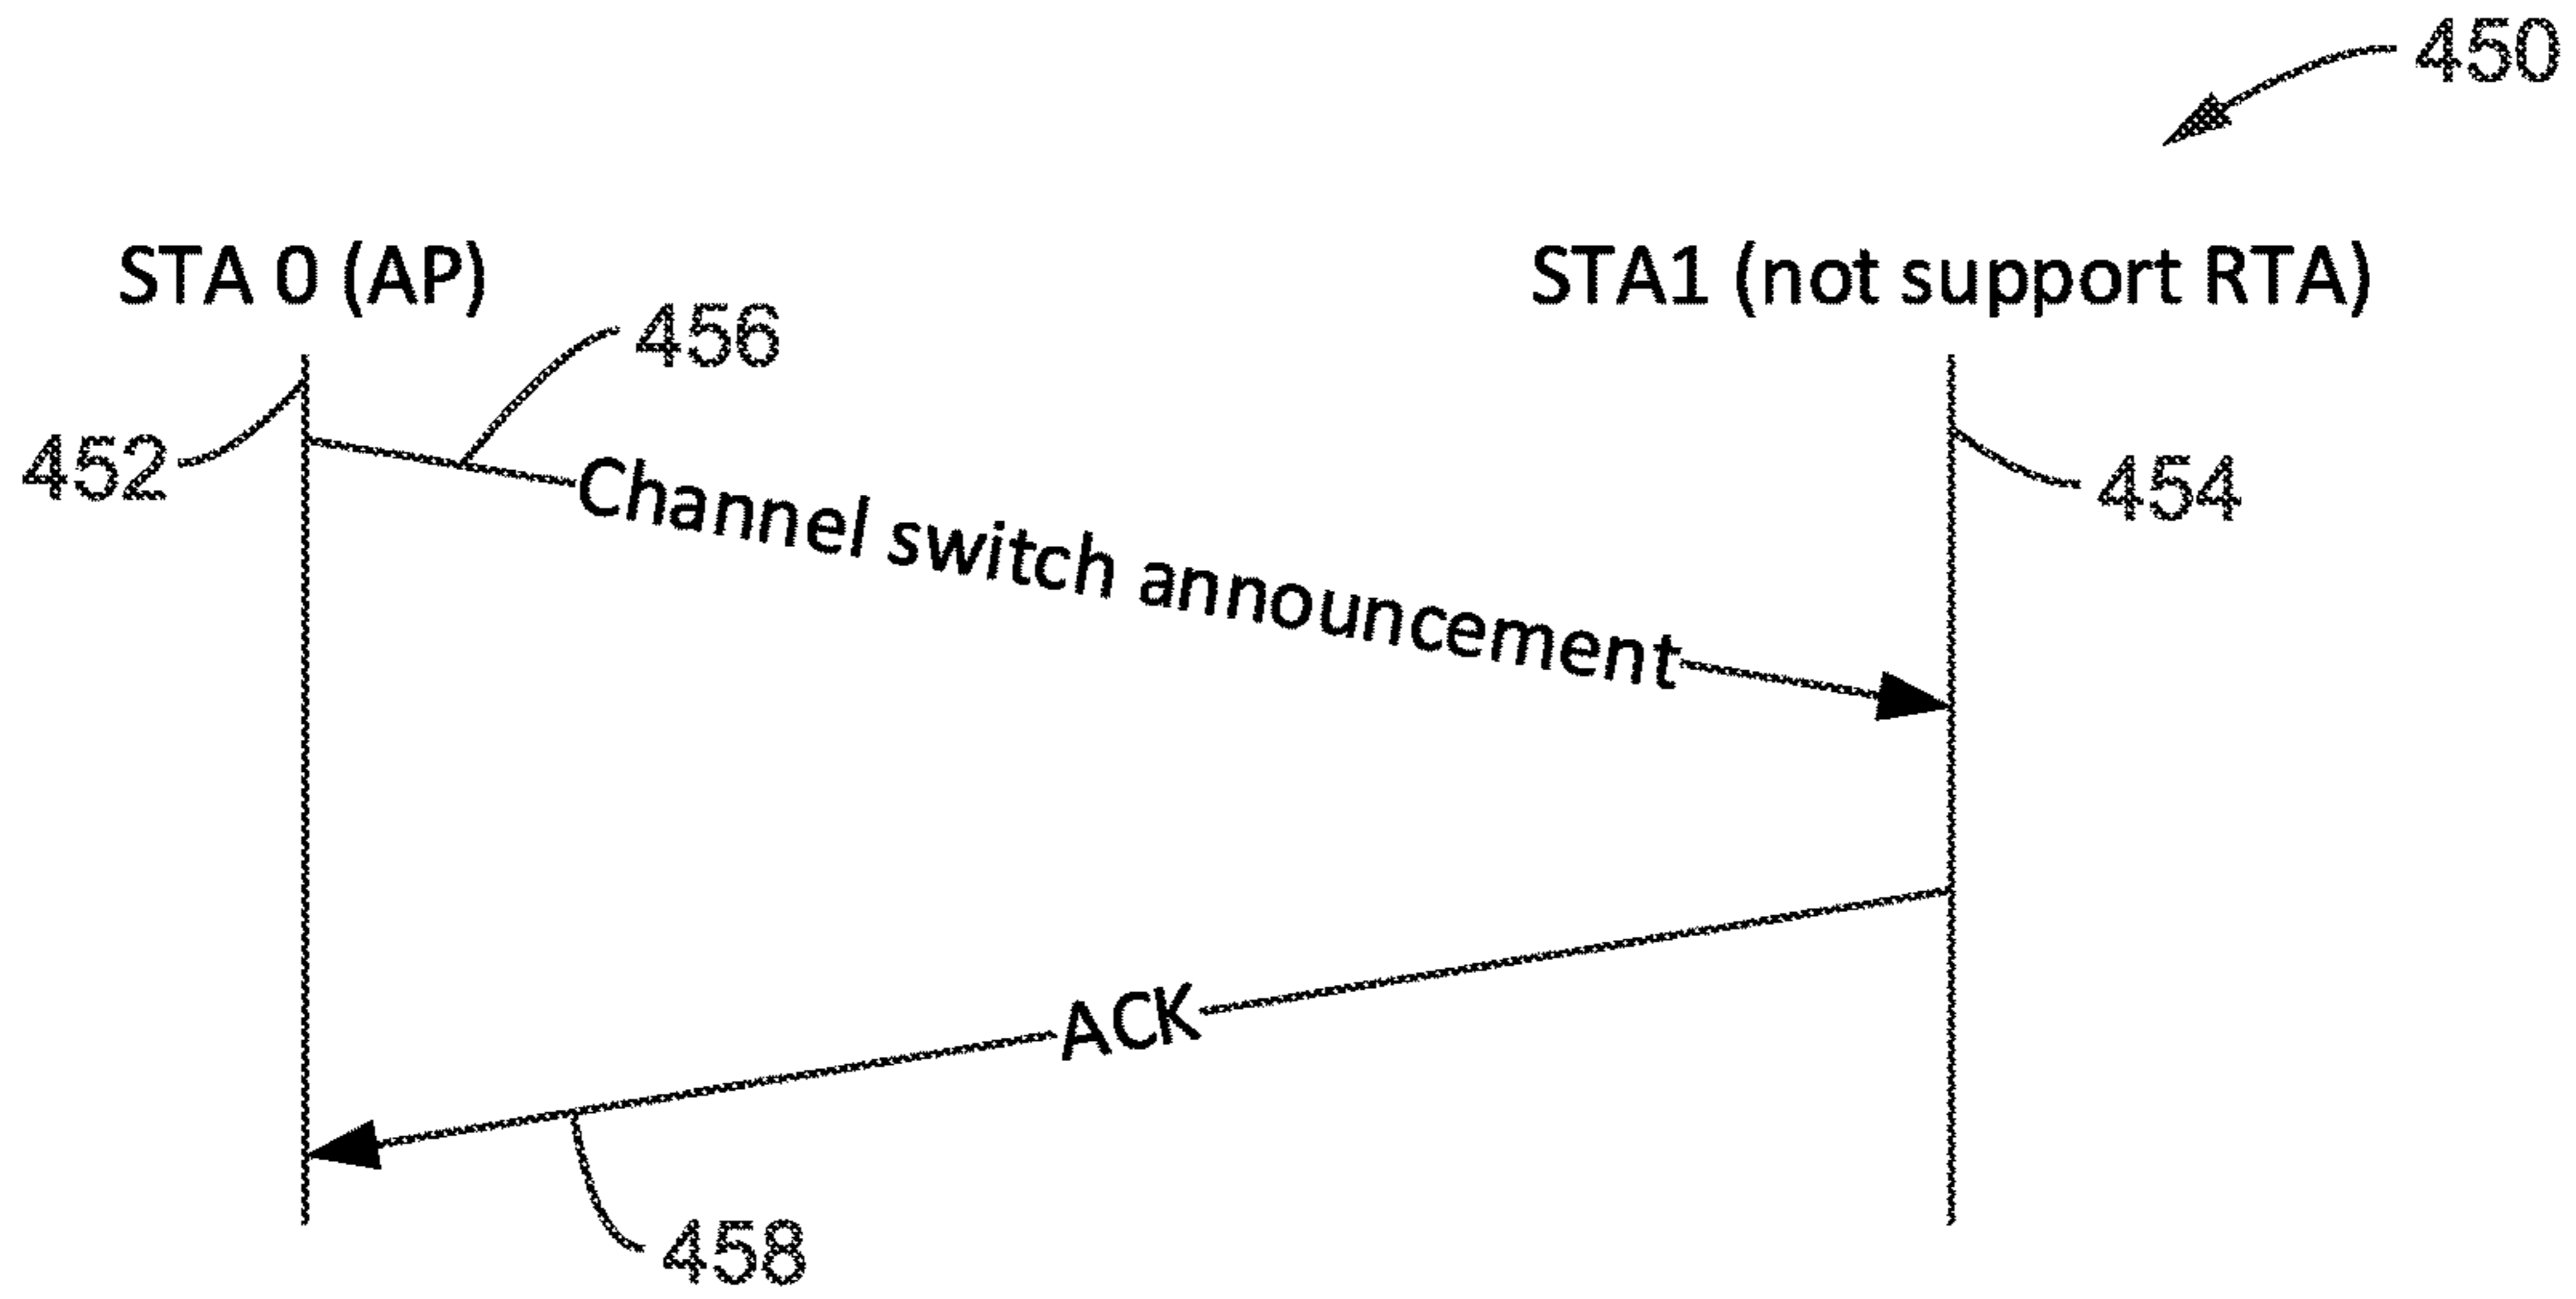 450
STA 0 (AP)
STA1 (not support RTA)
456
452
454
Channel switch announcement
ACK
458